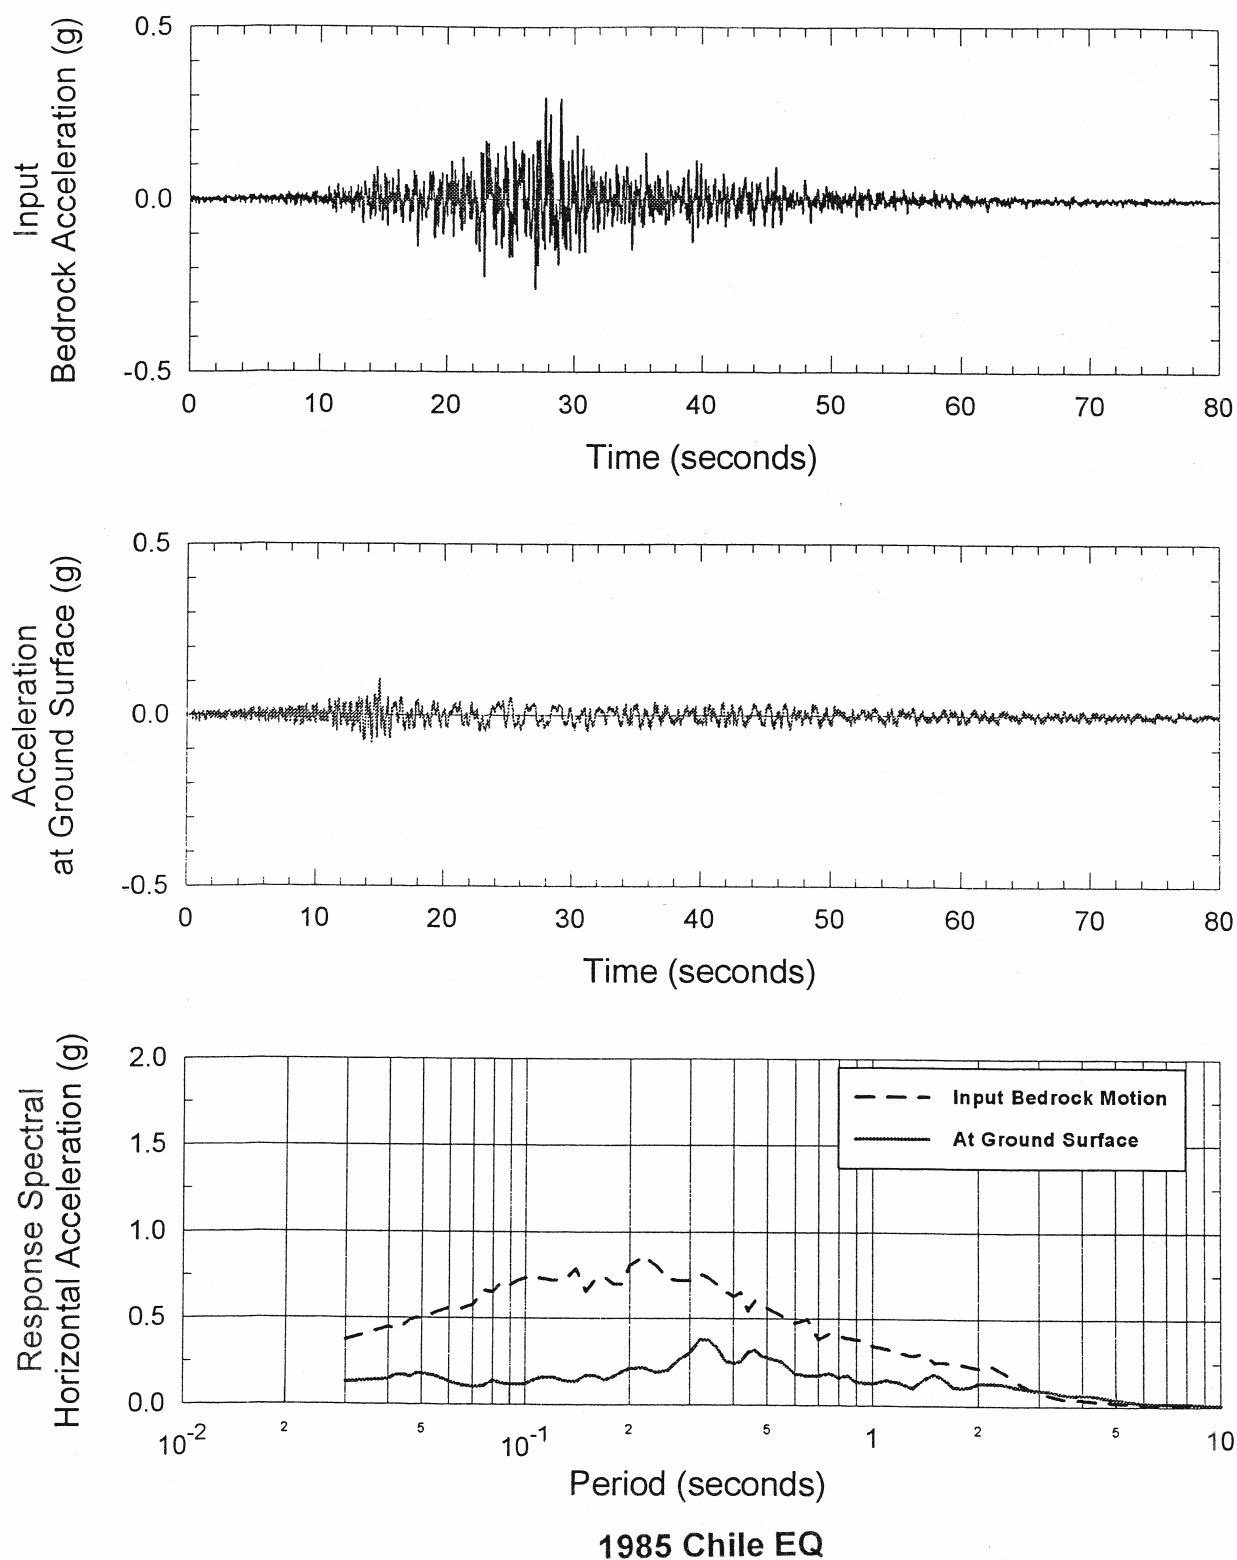 Input
Bedrock Acceleration (g)
0.5
0.0
-0.5
0 10 20 30 40 50 60 70 80
Time (seconds)
Acceleration
at Ground Surface (g)
0.5
0.0
-0.5
0 10 20 30 40 50 60 70 80
Time (seconds)
Response Spectral
Horizontal Acceleration (g)
2.0
1.5
1.0
0.5
0.0
Input Bedrock Motion
At Ground Surface
10-2 2 5 10-1 2 5 1 2 5 10
Period (seconds)
1985 Chile EQ